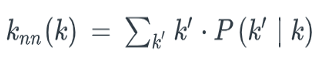 k_{nn}(k) = ∑_{k'} k' · P(k' | k)